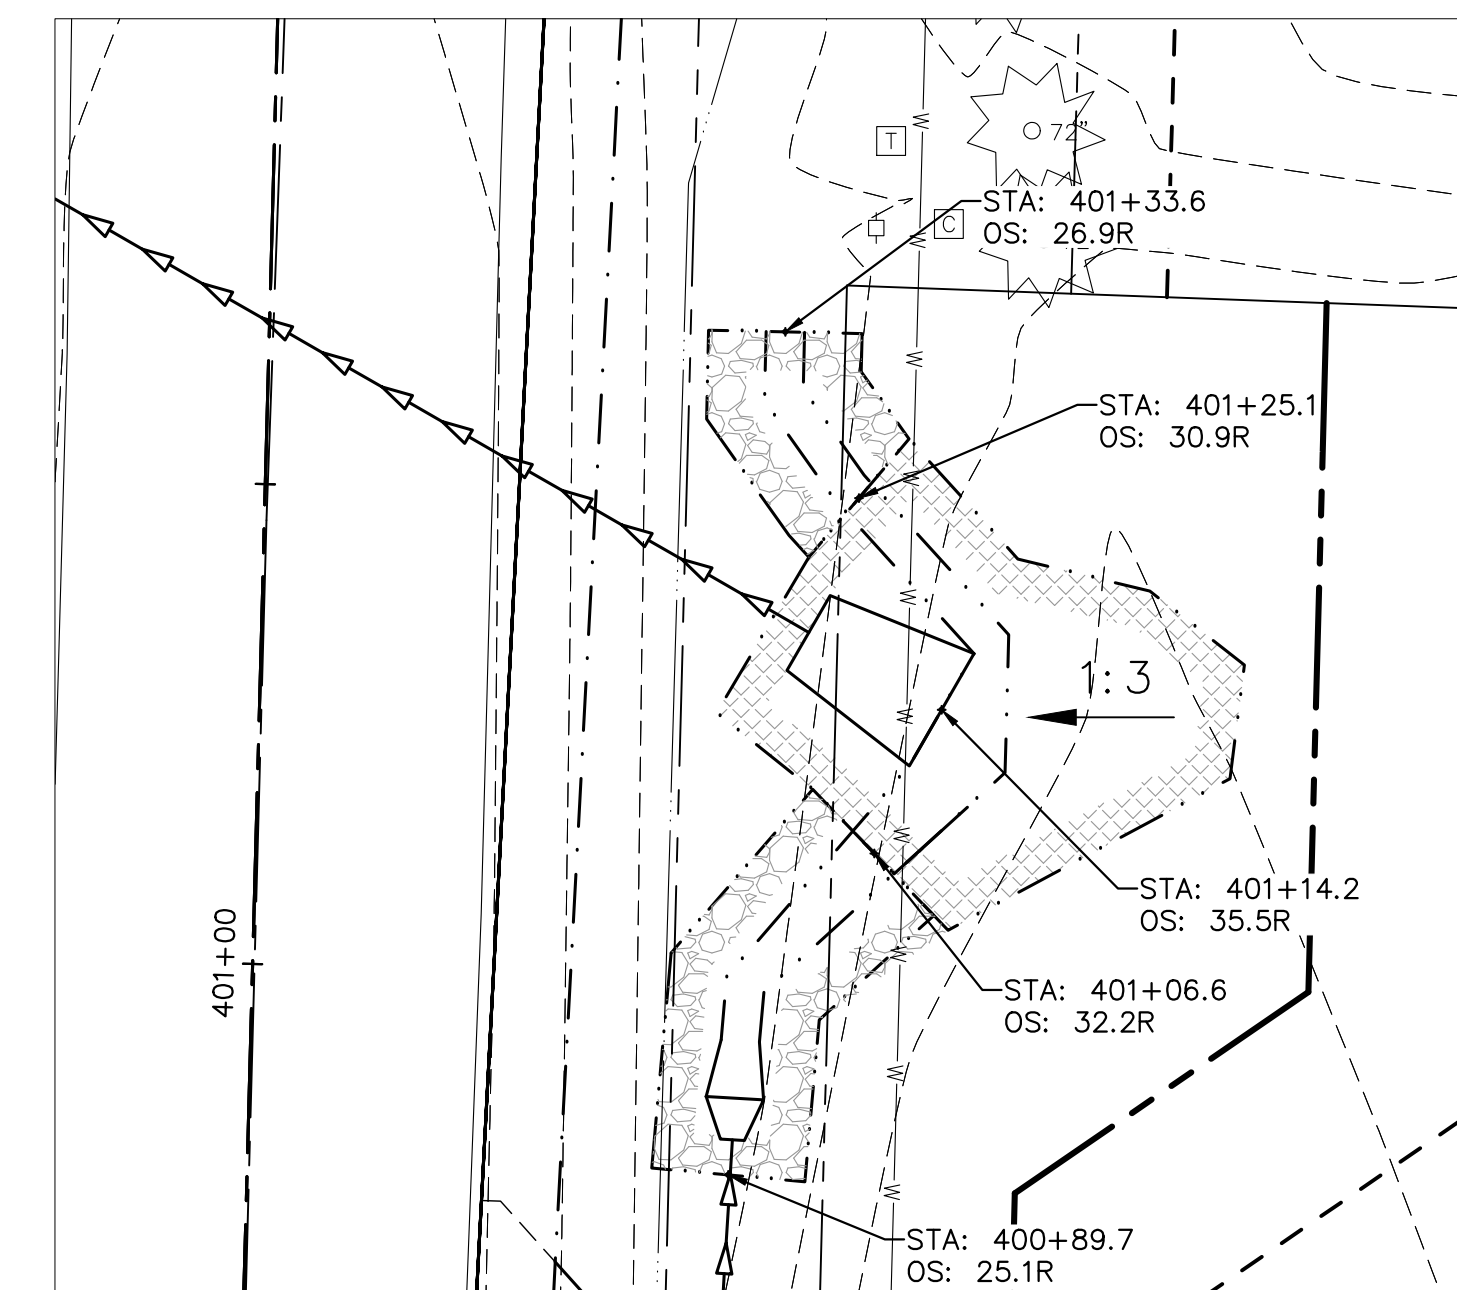 T
72"
STA: 401+33.6
OS: 26.9R
C
W
W
W
W
W
W
W
W
W
W
STA: 401+25.1
OS: 30.9R
1:3
STA: 401+14.2
OS: 35.5R
401+00
STA: 401+06.6
OS: 32.2R
STA: 400+89.7
OS: 25.1R